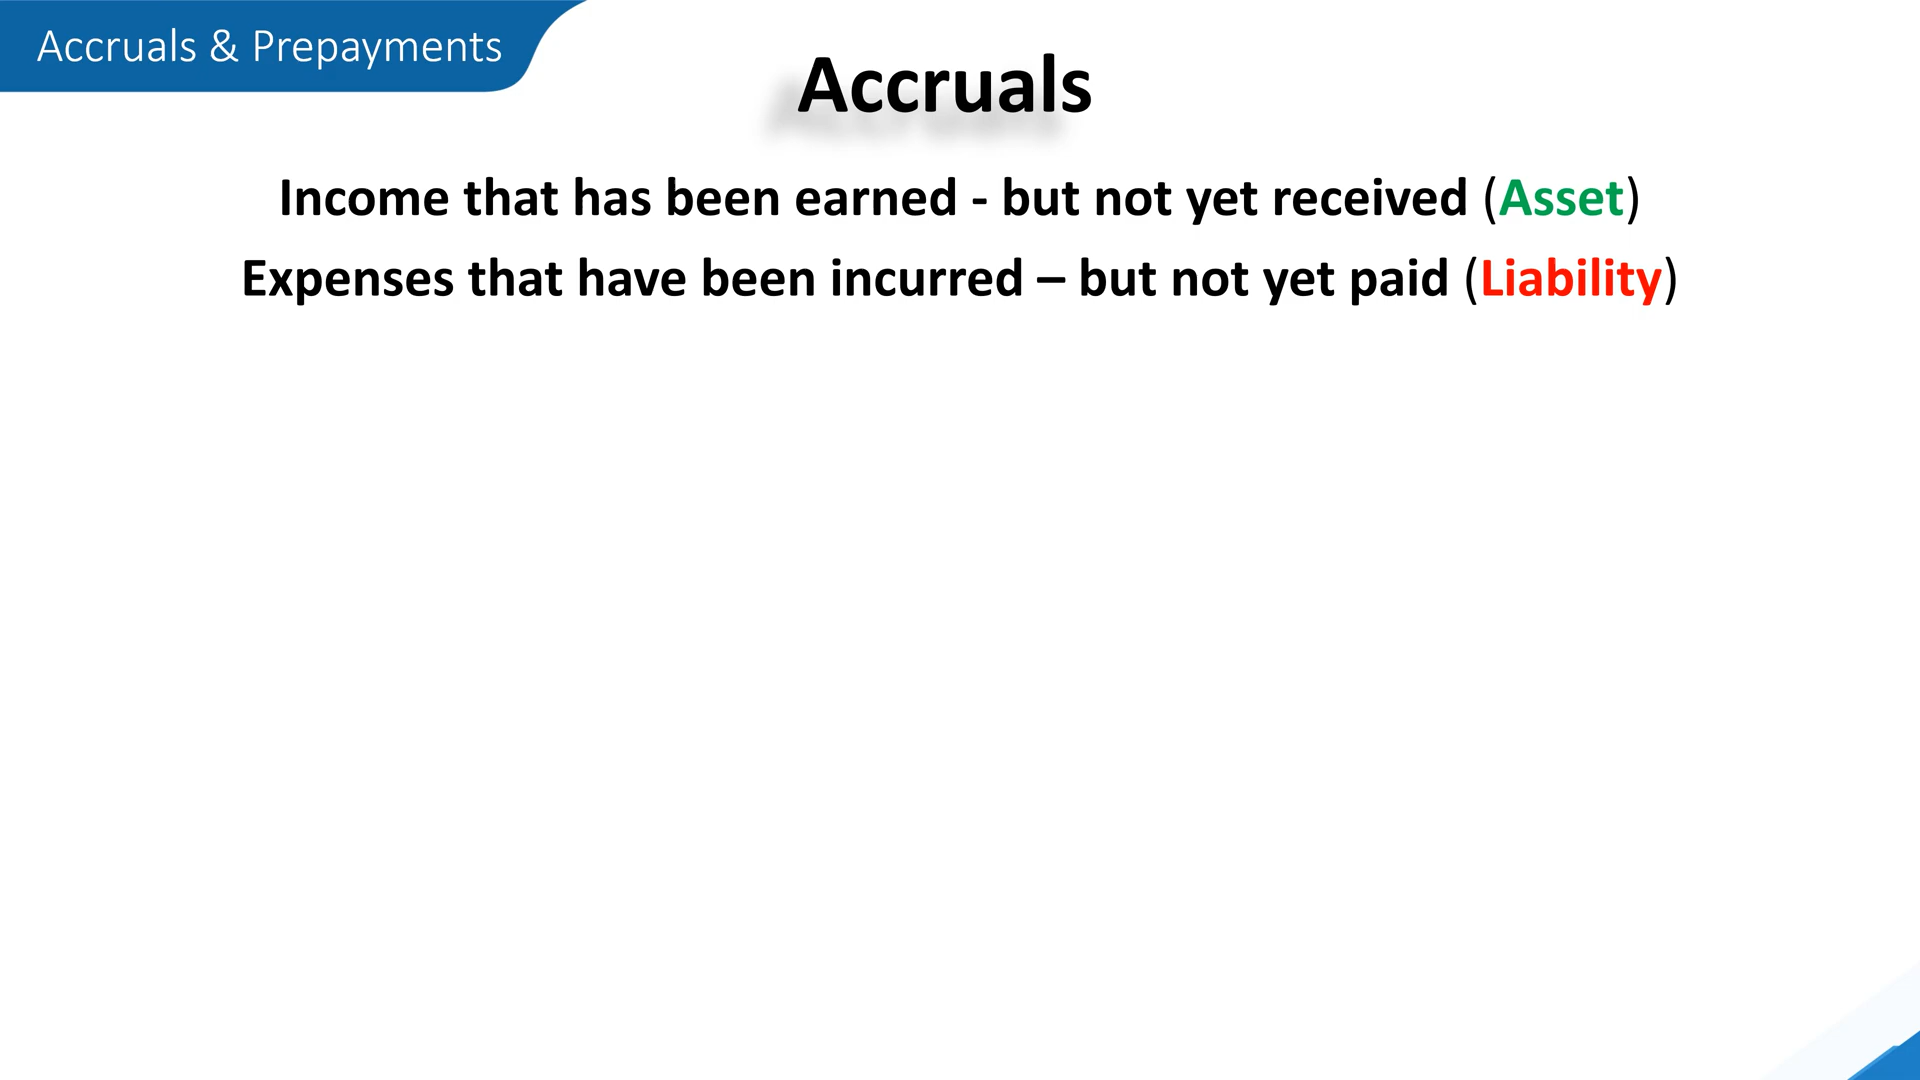 Accruals & Prepayments
Accruals
Income that has been earned - but not yet received (Asset)
Expenses that have been incurred – but not yet paid (Liability)